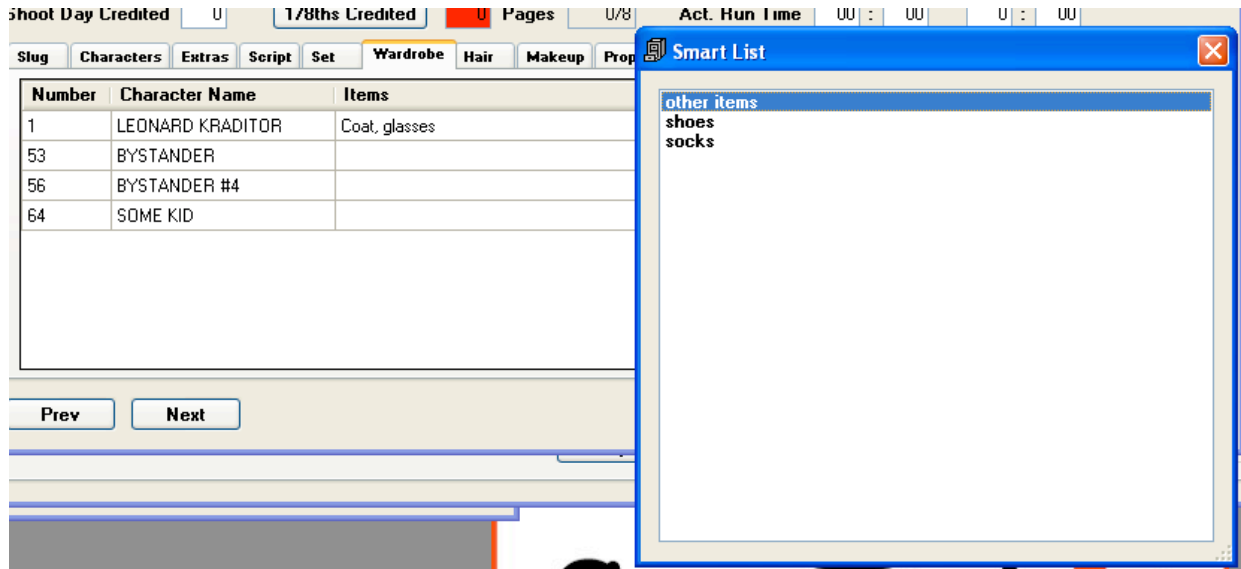 Shoot Day Credited 0 1/8ths Credited 0 Pages 0/8 Act. Run Time 00 : 00 0 : 00
Slug Characters Extras Script Set Wardrobe Hair Makeup Prop
Number Character Name Items
1 LEONARD KRADITOR Coat, glasses
53 BYSTANDER
56 BYSTANDER #4
64 SOME KID
Prev Next
Smart List
other items
shoes
socks